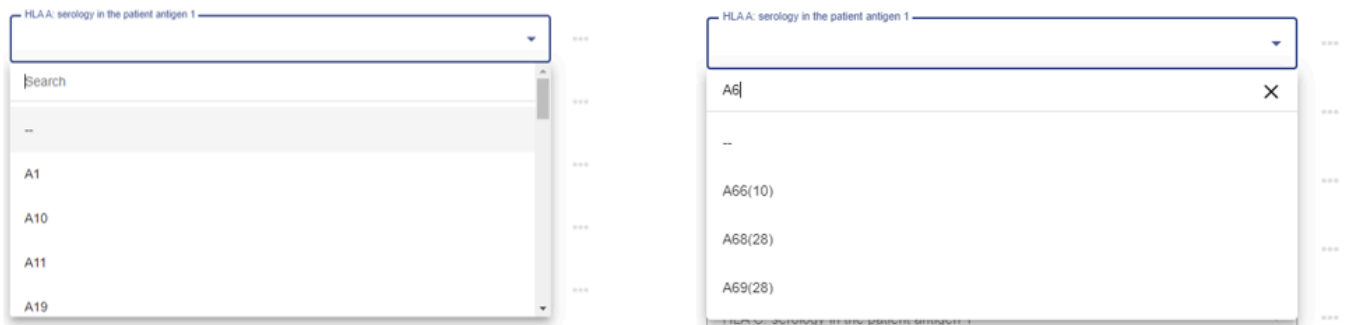 HLA A: serology in the patient antigen 1
Search
--
A1
A10
A11
A19
HLA A: serology in the patient antigen 1
A6
--
A66(10)
A68(28)
A69(28)
HLA C: serology in the patient antigen 1